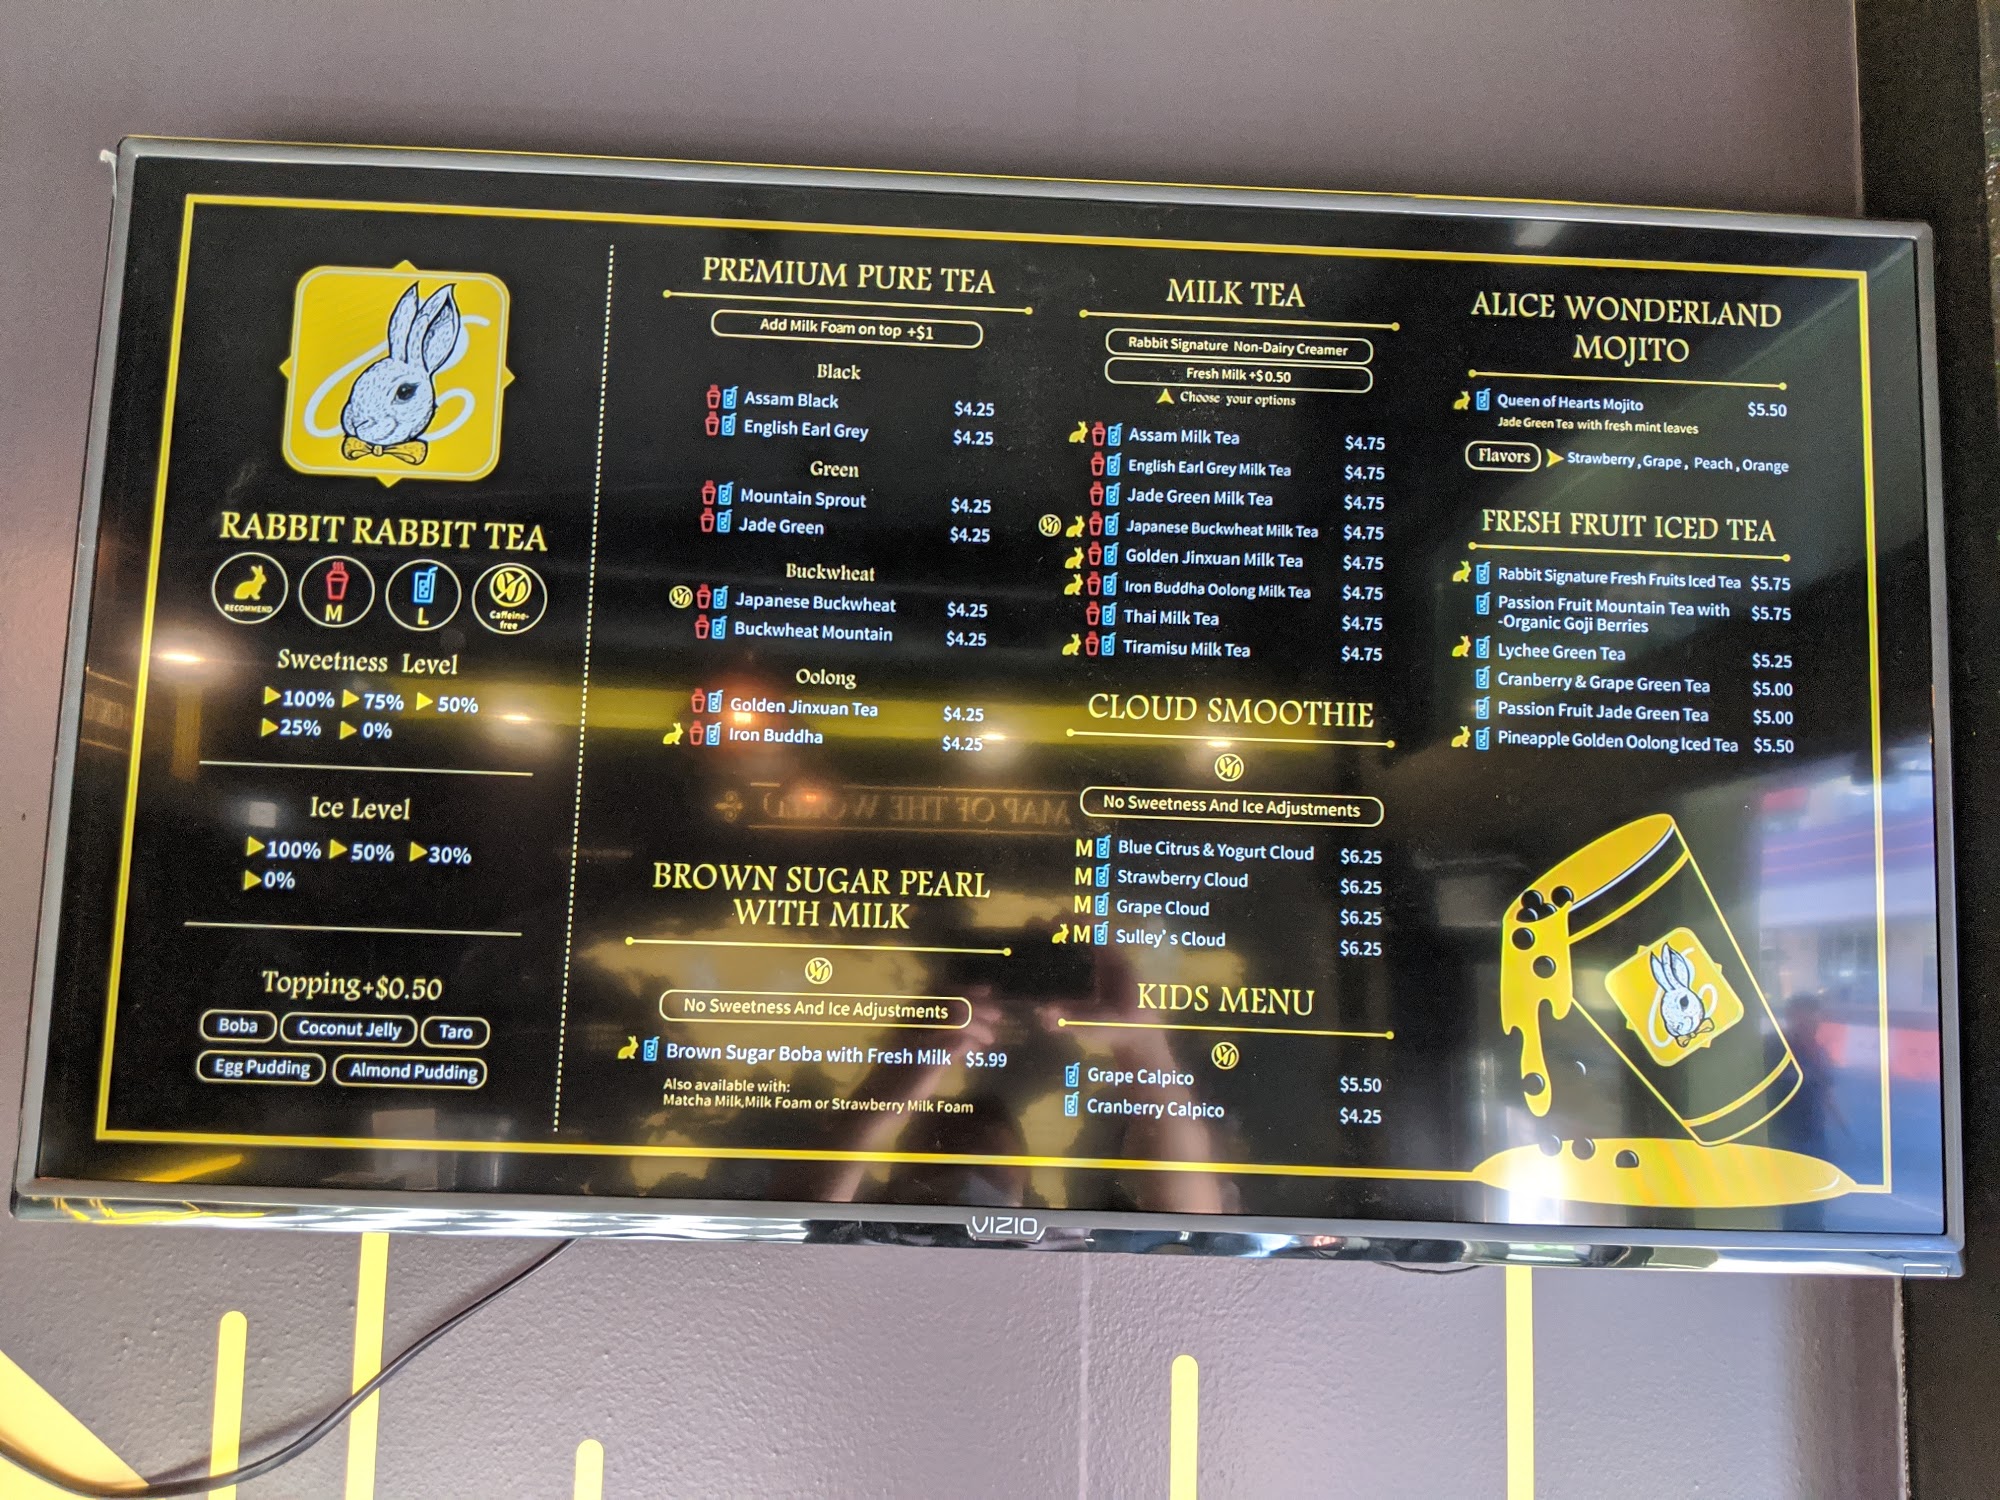 RABBIT RABBIT TEA
RECOMMEND
M
L
Caffeine-
free
Sweetness Level
100% 75% 50%
25% 0%
Ice Level
100% 50% 30%
0%
Topping+$0.50
Boba Coconut Jelly Taro
Egg Pudding Almond Pudding
PREMIUM PURE TEA
Add Milk Foam on top +$1
Black
Assam Black $4.25
English Earl Grey $4.25
Green
Mountain Sprout $4.25
Jade Green $4.25
Buckwheat
Japanese Buckwheat $4.25
Buckwheat Mountain $4.25
Oolong
Golden Jinxuan Tea $4.25
Iron Buddha $4.25
MAP OF THE WORLD
BROWN SUGAR PEARL
WITH MILK
No Sweetness And Ice Adjustments
Brown Sugar Boba with Fresh Milk $5.99
Also available with:
Matcha Milk,Milk Foam or Strawberry Milk Foam
MILK TEA
Rabbit Signature Non-Dairy Creamer
Fresh Milk +$0.50
Choose your options
Assam Milk Tea $4.75
English Earl Grey Milk Tea $4.75
Jade Green Milk Tea $4.75
Japanese Buckwheat Milk Tea $4.75
Golden Jinxuan Milk Tea $4.75
Iron Buddha Oolong Milk Tea $4.75
Thai Milk Tea $4.75
Tiramisu Milk Tea $4.75
CLOUD SMOOTHIE
No Sweetness And Ice Adjustments
M Blue Citrus & Yogurt Cloud $6.25
M Strawberry Cloud $6.25
M Grape Cloud $6.25
M Sulley's Cloud $6.25
KIDS MENU
Grape Calpico $5.50
Cranberry Calpico $4.25
ALICE WONDERLAND
MOJITO
Queen of Hearts Mojito $5.50
Jade Green Tea with fresh mint leaves
Flavors Strawberry, Grape, Peach, Orange
FRESH FRUIT ICED TEA
Rabbit Signature Fresh Fruits Iced Tea $5.75
Passion Fruit Mountain Tea with $5.75
-Organic Goji Berries
Lychee Green Tea $5.25
Cranberry & Grape Green Tea $5.00
Passion Fruit Jade Green Tea $5.00
Pineapple Golden Oolong Iced Tea $5.50
VIZIO